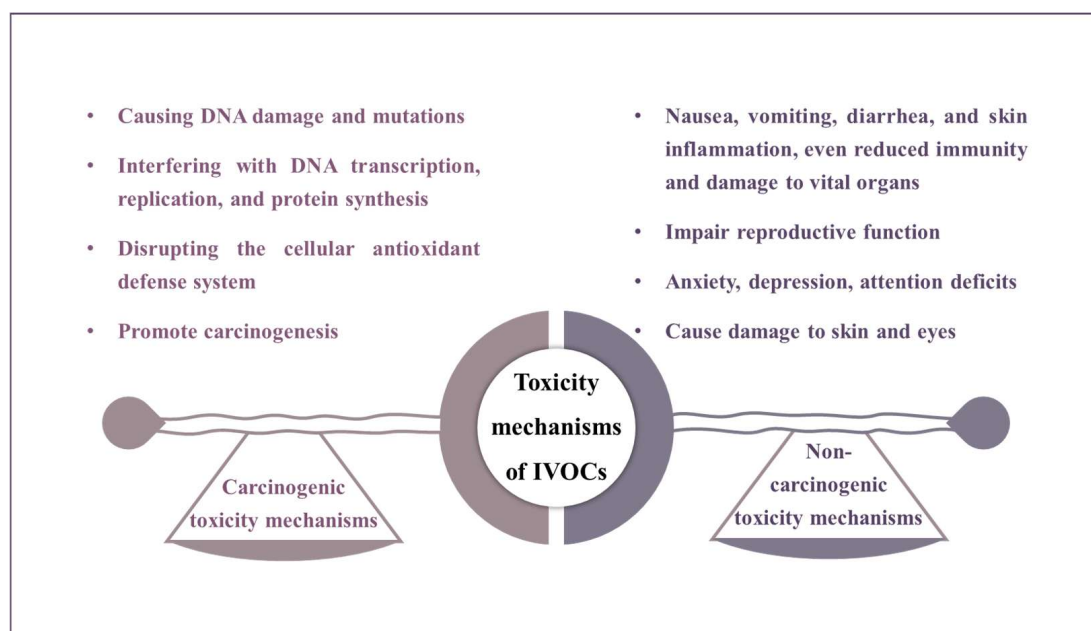 • Causing DNA damage and mutations
• Interfering with DNA transcription,
replication, and protein synthesis
• Disrupting the cellular antioxidant
defense system
• Promote carcinogenesis
• Nausea, vomiting, diarrhea, and skin
inflammation, even reduced immunity
and damage to vital organs
• Impair reproductive function
• Anxiety, depression, attention deficits
• Cause damage to skin and eyes
Toxicity
mechanisms
of IVOCs
Carcinogenic
toxicity mechanisms
Non-
carcinogenic
toxicity mechanisms